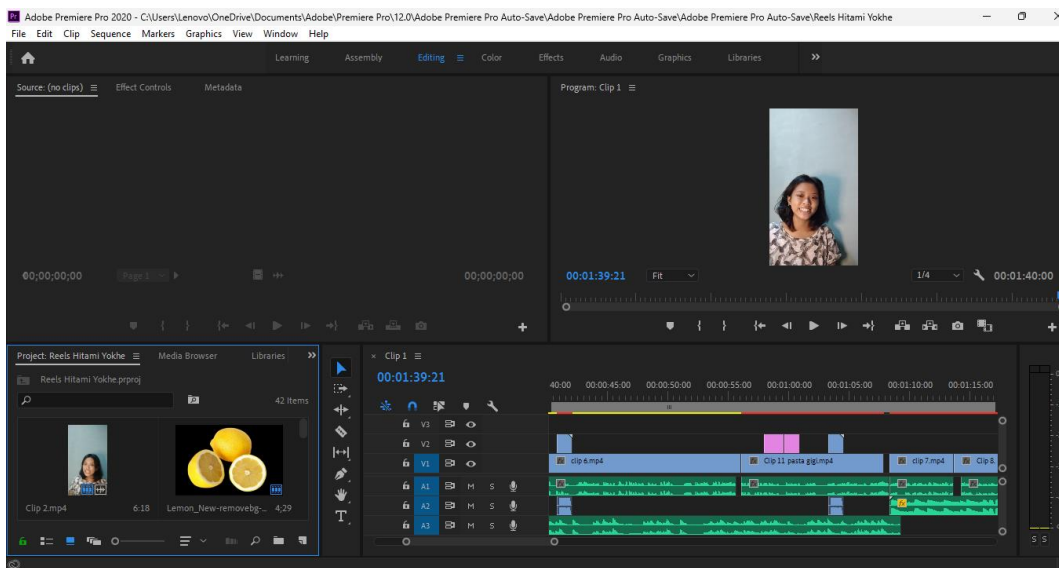 Adobe Premiere Pro 2020 - C:\Users\Lenovo\OneDrive\Documents\Adobe\Premiere Pro\12.0\Adobe Premiere Pro Auto-Save\Adobe Premiere Pro Auto-Save\Adobe Premiere Pro Auto-Save\Reels Hitami Yokhe
File Edit Clip Sequence Markers Graphics View Window Help
Learning Assembly Editing Color Effects Audio Graphics Libraries
Source: (no clips) Effect Controls Metadata
Program: Clip 1
00;00;00;00 Page 1 00;00;00;00
00:01:39:21 Fit 1/4 00:01:40:00
Project: Reels Hitami Yokhe Media Browser Libraries
Reels Hitami Yokhe.prproj
42 Items
Clip 2.mp4 6:18 Lemon_New-removebg-... 4;29
Clip 1
00:01:39:21
40:00 00:00:45:00 00:00:50:00 00:00:55:00 00:01:00:00 00:01:05:00 00:01:10:00 00:01:15:00
V3
V2
V1 clip 6.mp4 Clip 11 pasta gigi.mp4 clip 7.mp4 Clip 8.
A1 M S
A2 M S fx
A3 M S
S S